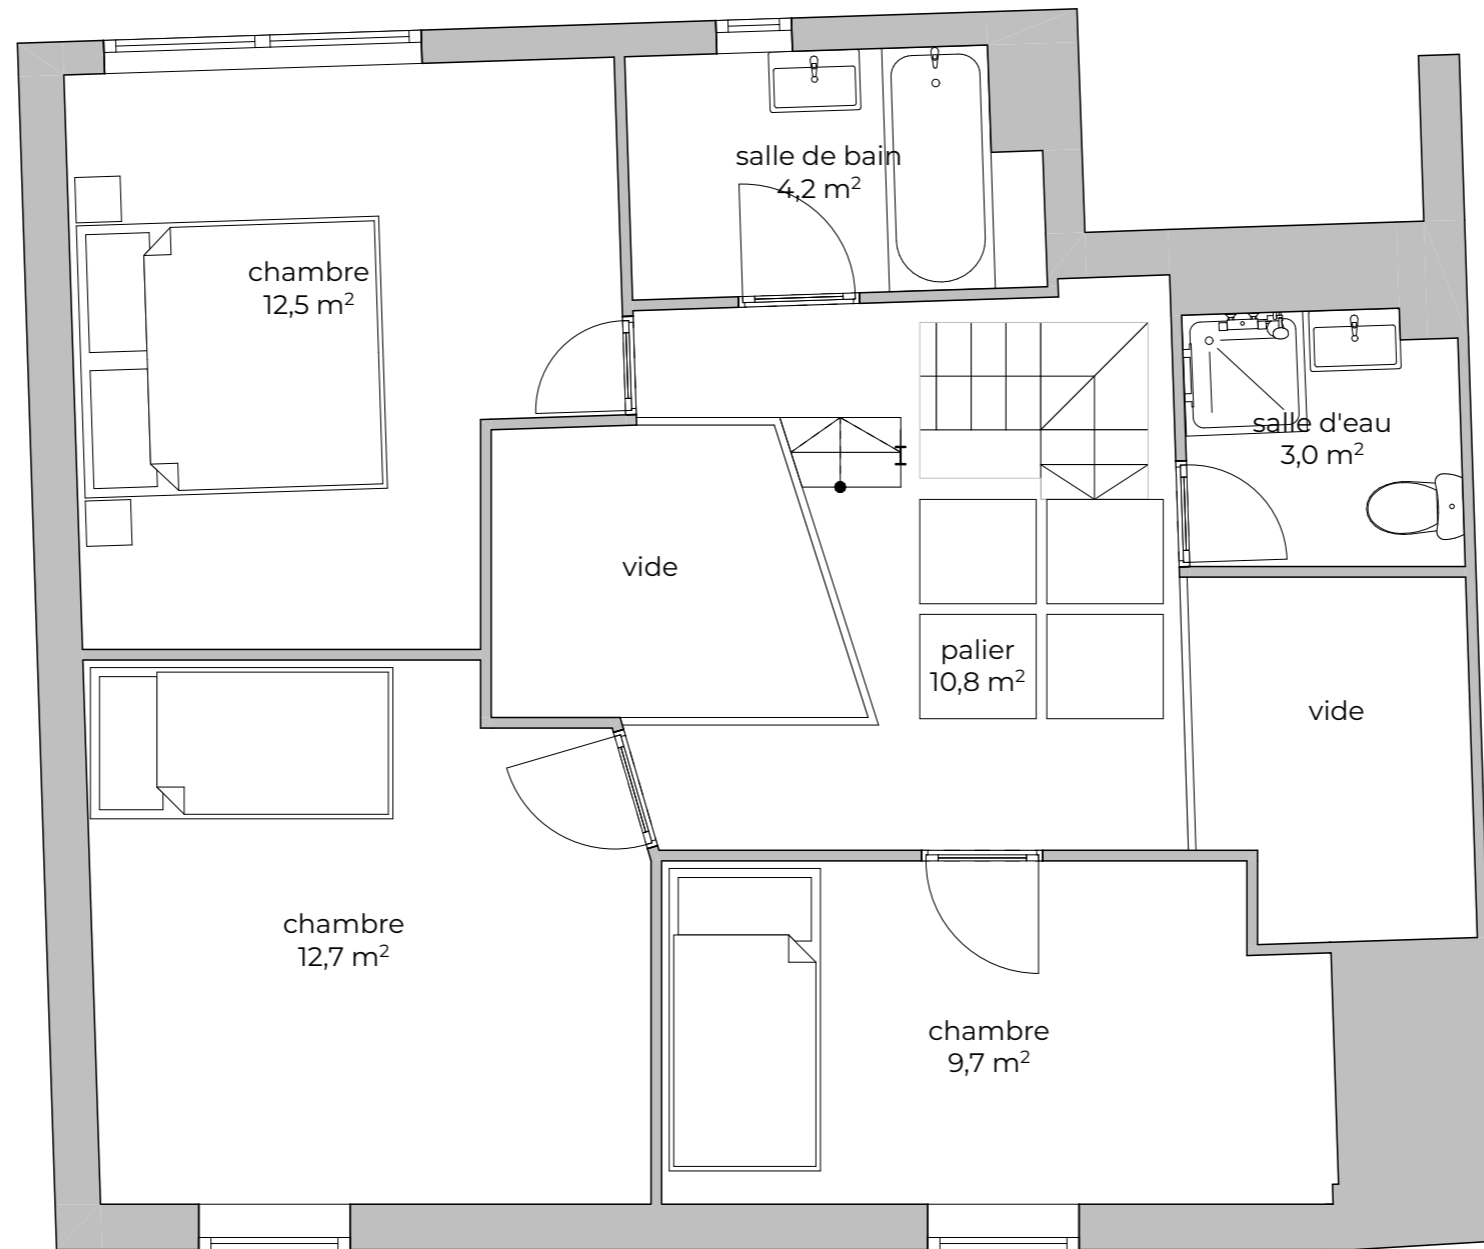 salle de bain
4,2 m²
chambre
12,5 m²
salle d'eau
3,0 m²
vide
palier
10,8 m²
vide
chambre
12,7 m²
chambre
9,7 m²